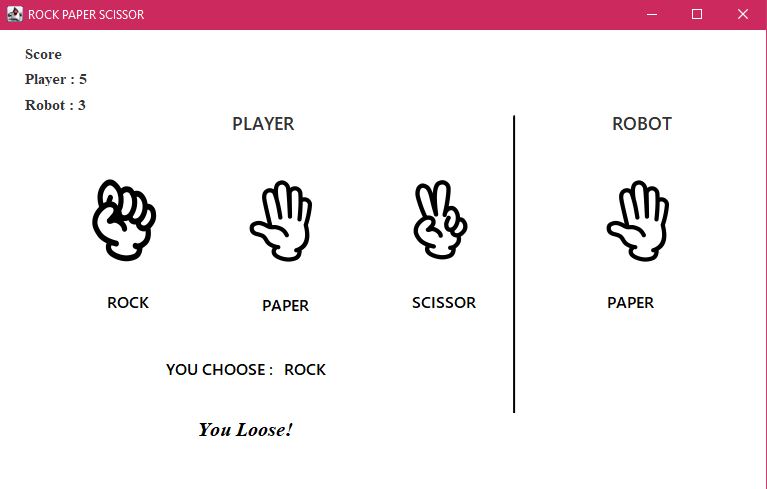 ROCK PAPER SCISSOR
Score
Player : 5
Robot : 3
PLAYER
ROBOT
ROCK
PAPER
SCISSOR
PAPER
YOU CHOOSE : ROCK
You Loose!